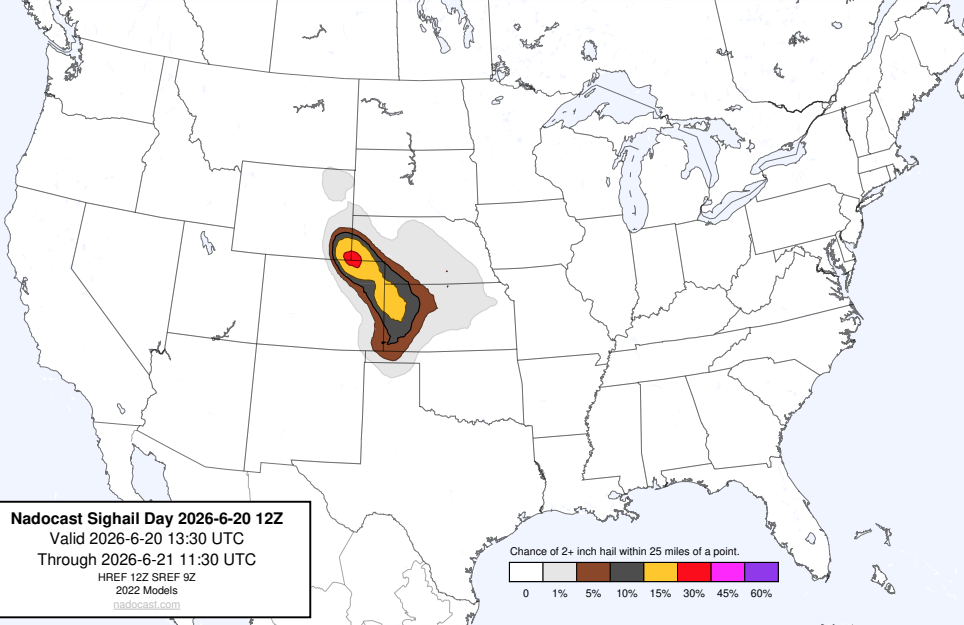 Nadocast Sighail Day 2026-6-20 12Z
Valid 2026-6-20 13:30 UTC
Through 2026-6-21 11:30 UTC
HREF 12Z SREF 9Z
2022 Models
nadocast.com
Chance of 2+ inch hail within 25 miles of a point.
0 1% 5% 10% 15% 30% 45% 60%